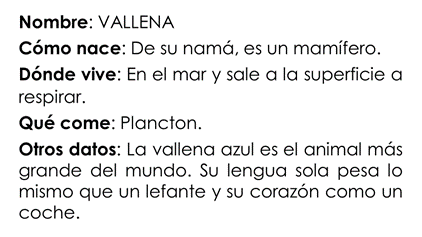 Nombre: VALLENA
Cómo nace: De su namá, es un mamífero.
Dónde vive: En el mar y sale a la superficie a
respirar.
Qué come: Plancton.
Otros datos: La vallena azul es el animal más
grande del mundo. Su lengua sola pesa lo
mismo que un lefante y su corazón como un
coche.